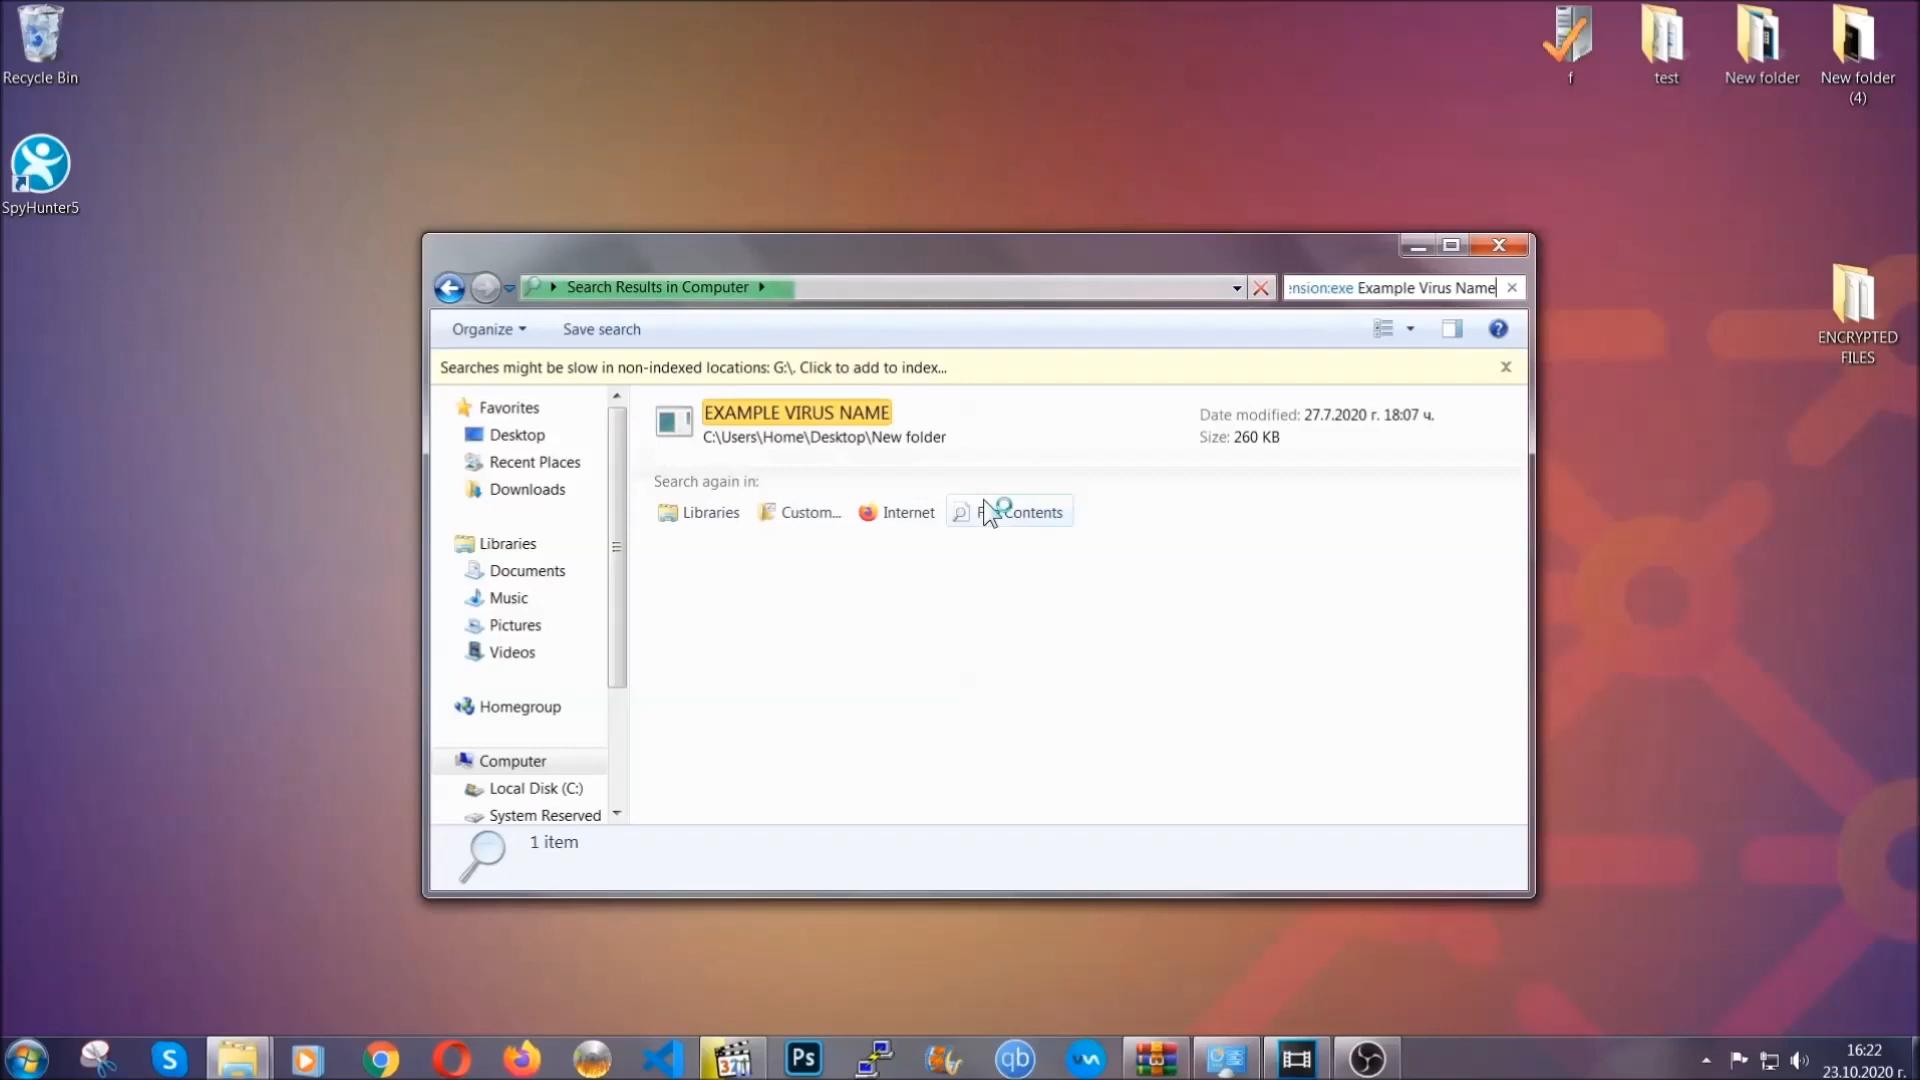 Recycle Bin
SpyHunter5
f
test
New folder
New folder
(4)
ENCRYPTED
FILES
Search Results in Computer
ension:exe Example Virus Name
Organize
Save search
Searches might be slow in non-indexed locations: G:\. Click to add to index...
Favorites
Desktop
Recent Places
Downloads
Libraries
Documents
Music
Pictures
Videos
Homegroup
Computer
Local Disk (C:)
System Reserved
EXAMPLE VIRUS NAME
C:\Users\Home\Desktop\New folder
Date modified: 27.7.2020 г. 18:07 ч.
Size: 260 KB
Search again in:
Libraries
Custom...
Internet
Contents
1 item
S
321
Ps
qb
16:22
23.10.2020 г.